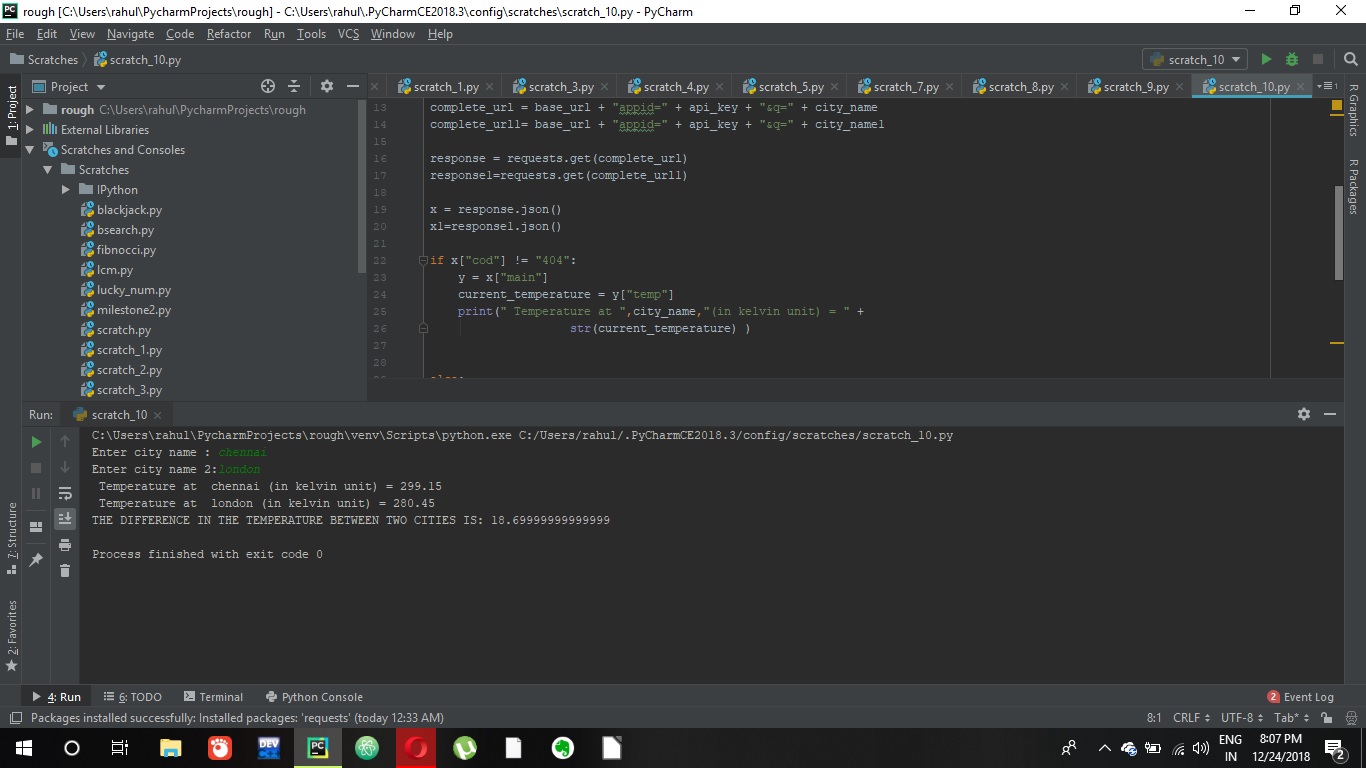 rough [C:\Users\rahul\PycharmProjects\rough] - C:\Users\rahul\.PyCharmCE2018.3\config\scratches\scratch_10.py - PyCharm
File Edit View Navigate Code Refactor Run Tools VCS Window Help
Scratches scratch_10.py
scratch_10
1: Project
Project
scratch_1.py scratch_3.py scratch_4.py scratch_5.py scratch_7.py scratch_8.py scratch_9.py scratch_10.py
rough C:\Users\rahul\PycharmProjects\rough
External Libraries
Scratches and Consoles
Scratches
IPython
blackjack.py
bsearch.py
fibnocci.py
lcm.py
lucky_num.py
milestone2.py
scratch.py
scratch_1.py
scratch_2.py
scratch_3.py
13 complete_url = base_url + "appid=" + api_key + "&q=" + city_name
14 complete_url1= base_url + "appid=" + api_key + "&q=" + city_name1
15
16 response = requests.get(complete_url)
17 response1=requests.get(complete_url1)
18
19 x = response.json()
20 x1=response1.json()
21
22 if x["cod"] != "404":
23 y = x["main"]
24 current_temperature = y["temp"]
25 print(" Temperature at ",city_name,"(in kelvin unit) = " +
26 str(current_temperature) )
27
28
R Graphics
R Packages
Run: scratch_10
C:\Users\rahul\PycharmProjects\rough\venv\Scripts\python.exe C:/Users/rahul/.PyCharmCE2018.3/config/scratches/scratch_10.py
Enter city name : chennai
Enter city name 2:london
Temperature at  chennai (in kelvin unit) = 299.15
Temperature at  london (in kelvin unit) = 280.45
THE DIFFERENCE IN THE TEMPERATURE BETWEEN TWO CITIES IS: 18.69999999999999
Process finished with exit code 0
7: Structure
2: Favorites
4: Run 6: TODO Terminal Python Console
2 Event Log
Packages installed successfully: Installed packages: 'requests' (today 12:33 AM)
8:1 CRLF UTF-8 Tab*
DEV
PC
ENG
IN
8:07 PM
12/24/2018
2